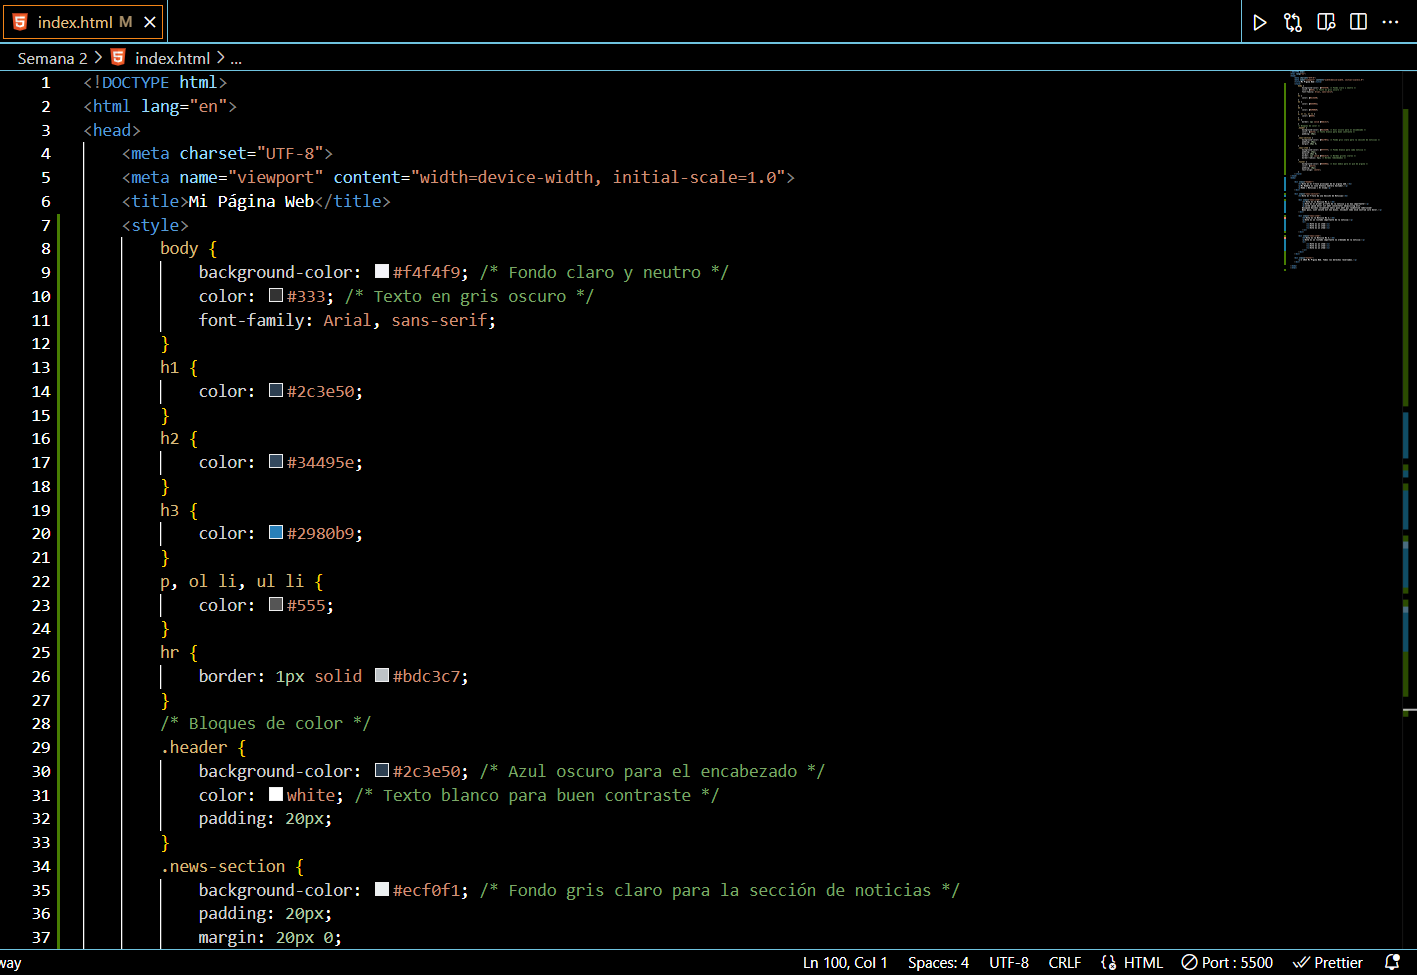 index.html M
Semana 2 > index.html > ...
1 <!DOCTYPE html>
2 <html lang="en">
3 <head>
4 <meta charset="UTF-8">
5 <meta name="viewport" content="width=device-width, initial-scale=1.0">
6 <title>Mi Página Web</title>
7 <style>
8 body {
9 background-color: #f4f4f9; /* Fondo claro y neutro */
10 color: #333; /* Texto en gris oscuro */
11 font-family: Arial, sans-serif;
12 }
13 h1 {
14 color: #2c3e50;
15 }
16 h2 {
17 color: #34495e;
18 }
19 h3 {
20 color: #2980b9;
21 }
22 p, ol li, ul li {
23 color: #555;
24 }
25 hr {
26 border: 1px solid #bdc3c7;
27 }
28 /* Bloques de color */
29 .header {
30 background-color: #2c3e50; /* Azul oscuro para el encabezado */
31 color: white; /* Texto blanco para buen contraste */
32 padding: 20px;
33 }
34 .news-section {
35 background-color: #ecf0f1; /* Fondo gris claro para la sección de noticias */
36 padding: 20px;
37 margin: 20px 0;
way Ln 100, Col 1 Spaces: 4 UTF-8 CRLF HTML Port : 5500 Prettier